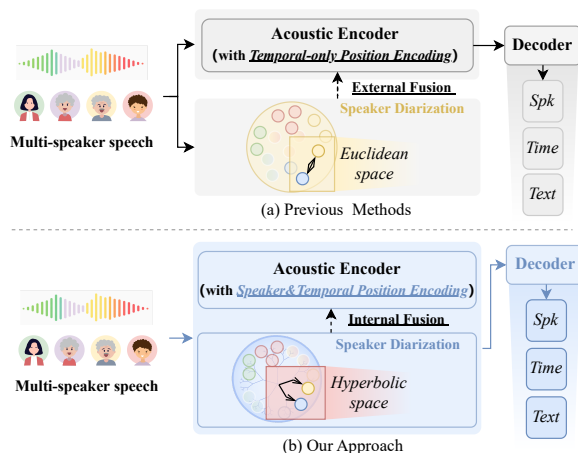 Acoustic Encoder
(with Temporal-only Position Encoding)
Decoder
External Fusion
Speaker Diarization
Spk
Multi-speaker speech
Euclidean
space
Time
Text
(a) Previous Methods
Acoustic Encoder
(with Speaker&Temporal Position Encoding)
Decoder
Internal Fusion
Speaker Diarization
Spk
Multi-speaker speech
Hyperbolic
space
Time
Text
(b) Our Approach